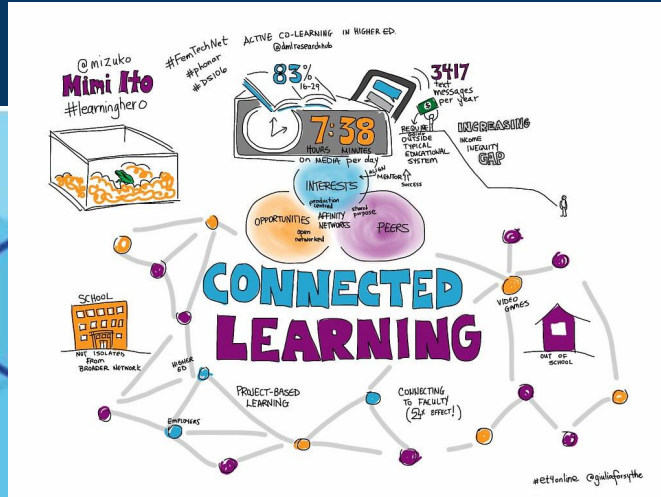 @mizuko
Mimi Ito
#learninghero
#FemTechNet
#phonar
#DS106
ACTIVE CO-LEARNING IN HIGHER ED.
@dmlresearchhub
83%
16-29
7:38
HOURS MINUTES
ON MEDIA per day
3417
text
messages
per year
REQUIRE
OUTSIDE
TYPICAL
EDUCATIONAL
SYSTEM
INCREASING
INCOME
INEQUITY
GAP
ALIGN
MENTOR
SUCCESS
INTERESTS
production
centred
shared
purpose
OPPORTUNITIES
AFFINITY
NETWORKS
PEERS
open
networked
CONNECTED
LEARNING
SCHOOL
NOT ISOLATED
FROM
BROADER NETWORK
HIGHER
ED
EMPLOYERS
PROJECT-BASED
LEARNING
CONNECTING
TO FACULTY
(2x EFFECT!)
VIDEO
GAMES
OUT OF
SCHOOL
#et4online @giuliaforsythe